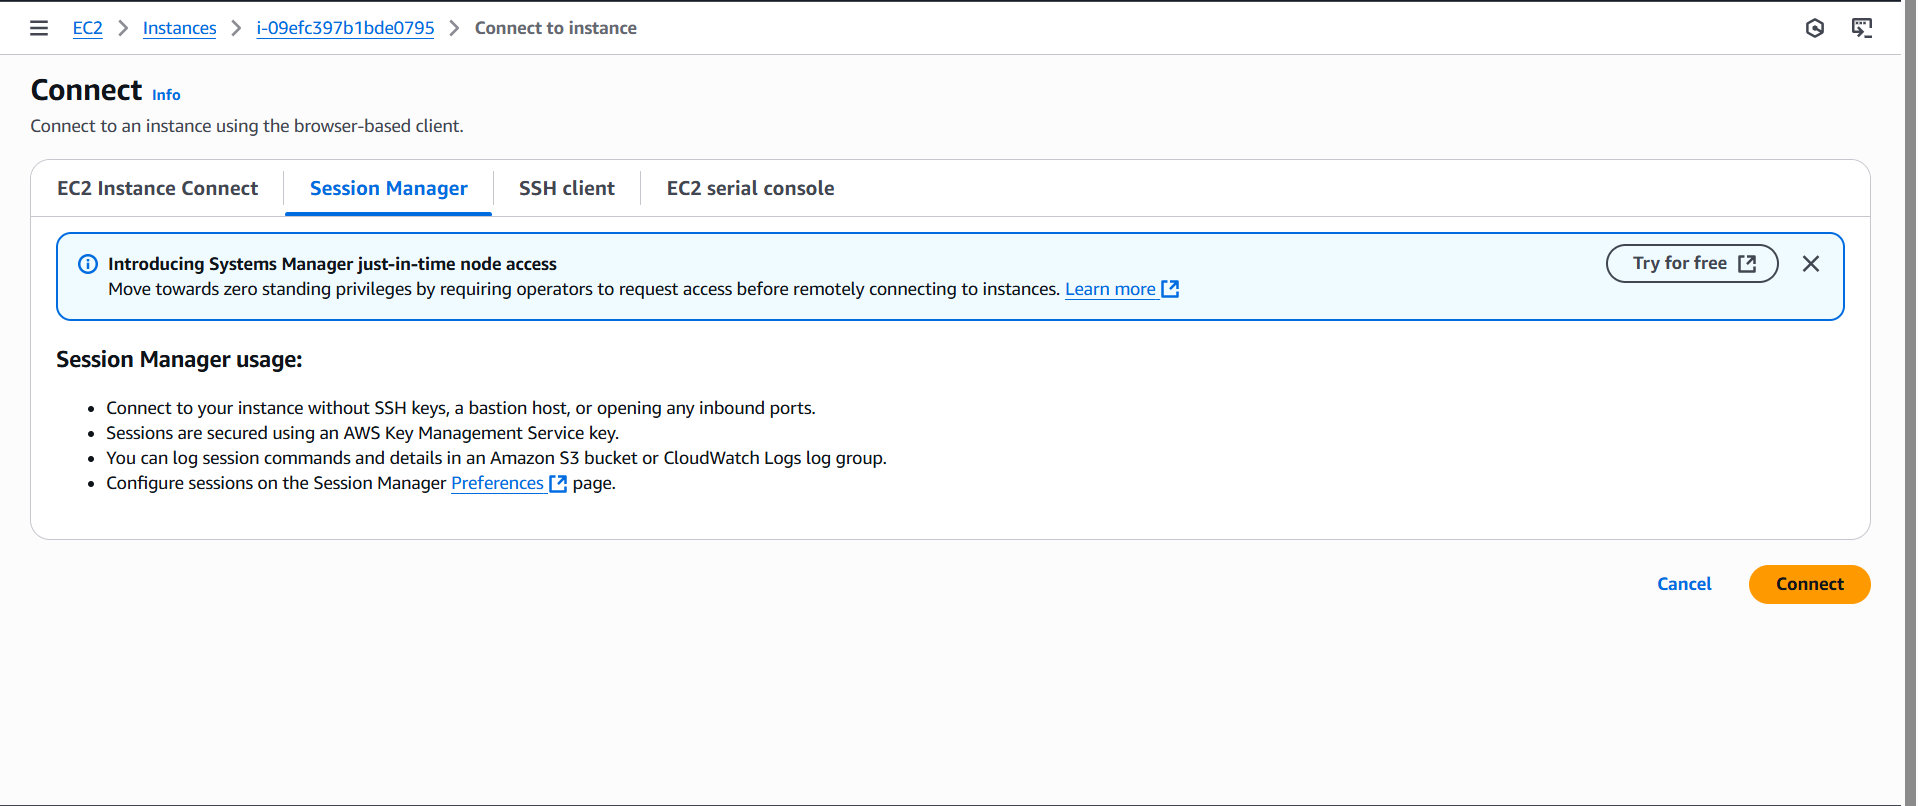 EC2 Instances i-09efc397b1bde0795 Connect to instance
Connect Info
Connect to an instance using the browser-based client.
EC2 Instance Connect Session Manager SSH client EC2 serial console
Introducing Systems Manager just-in-time node access
Move towards zero standing privileges by requiring operators to request access before remotely connecting to instances. Learn more
Try for free
Session Manager usage:
Connect to your instance without SSH keys, a bastion host, or opening any inbound ports.
Sessions are secured using an AWS Key Management Service key.
You can log session commands and details in an Amazon S3 bucket or CloudWatch Logs log group.
Configure sessions on the Session Manager Preferences page.
Cancel Connect